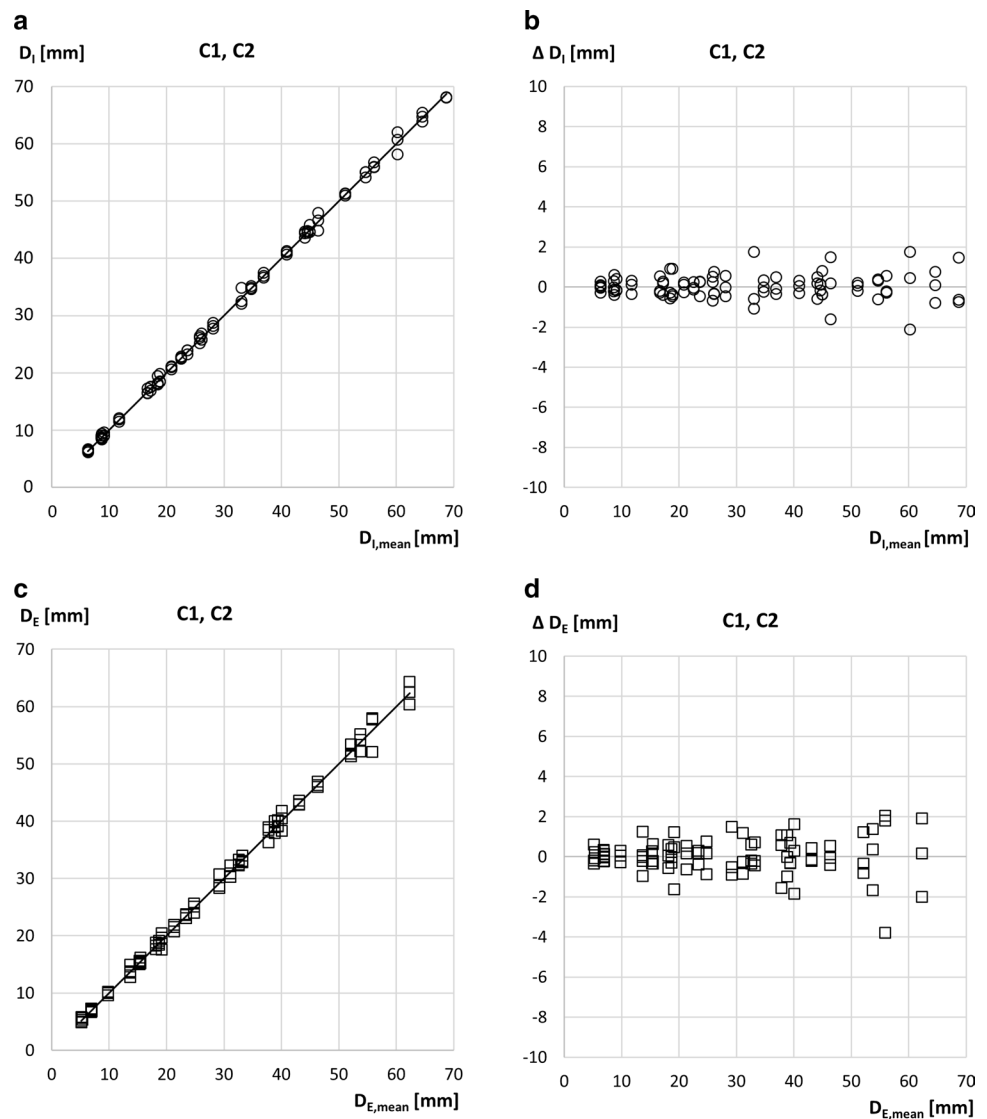 a
D_I [mm]
C1, C2
70
60
50
40
30
20
10
0
0 10 20 30 40 50 60 70
D_I,mean [mm]
b
Δ D_I [mm]
C1, C2
10
8
6
4
2
0
-2
-4
-6
-8
-10
0 10 20 30 40 50 60 70
D_I,mean [mm]
c
D_E [mm]
C1, C2
70
60
50
40
30
20
10
0
0 10 20 30 40 50 60 70
D_E,mean [mm]
d
Δ D_E [mm]
C1, C2
10
8
6
4
2
0
-2
-4
-6
-8
-10
0 10 20 30 40 50 60 70
D_E,mean [mm]